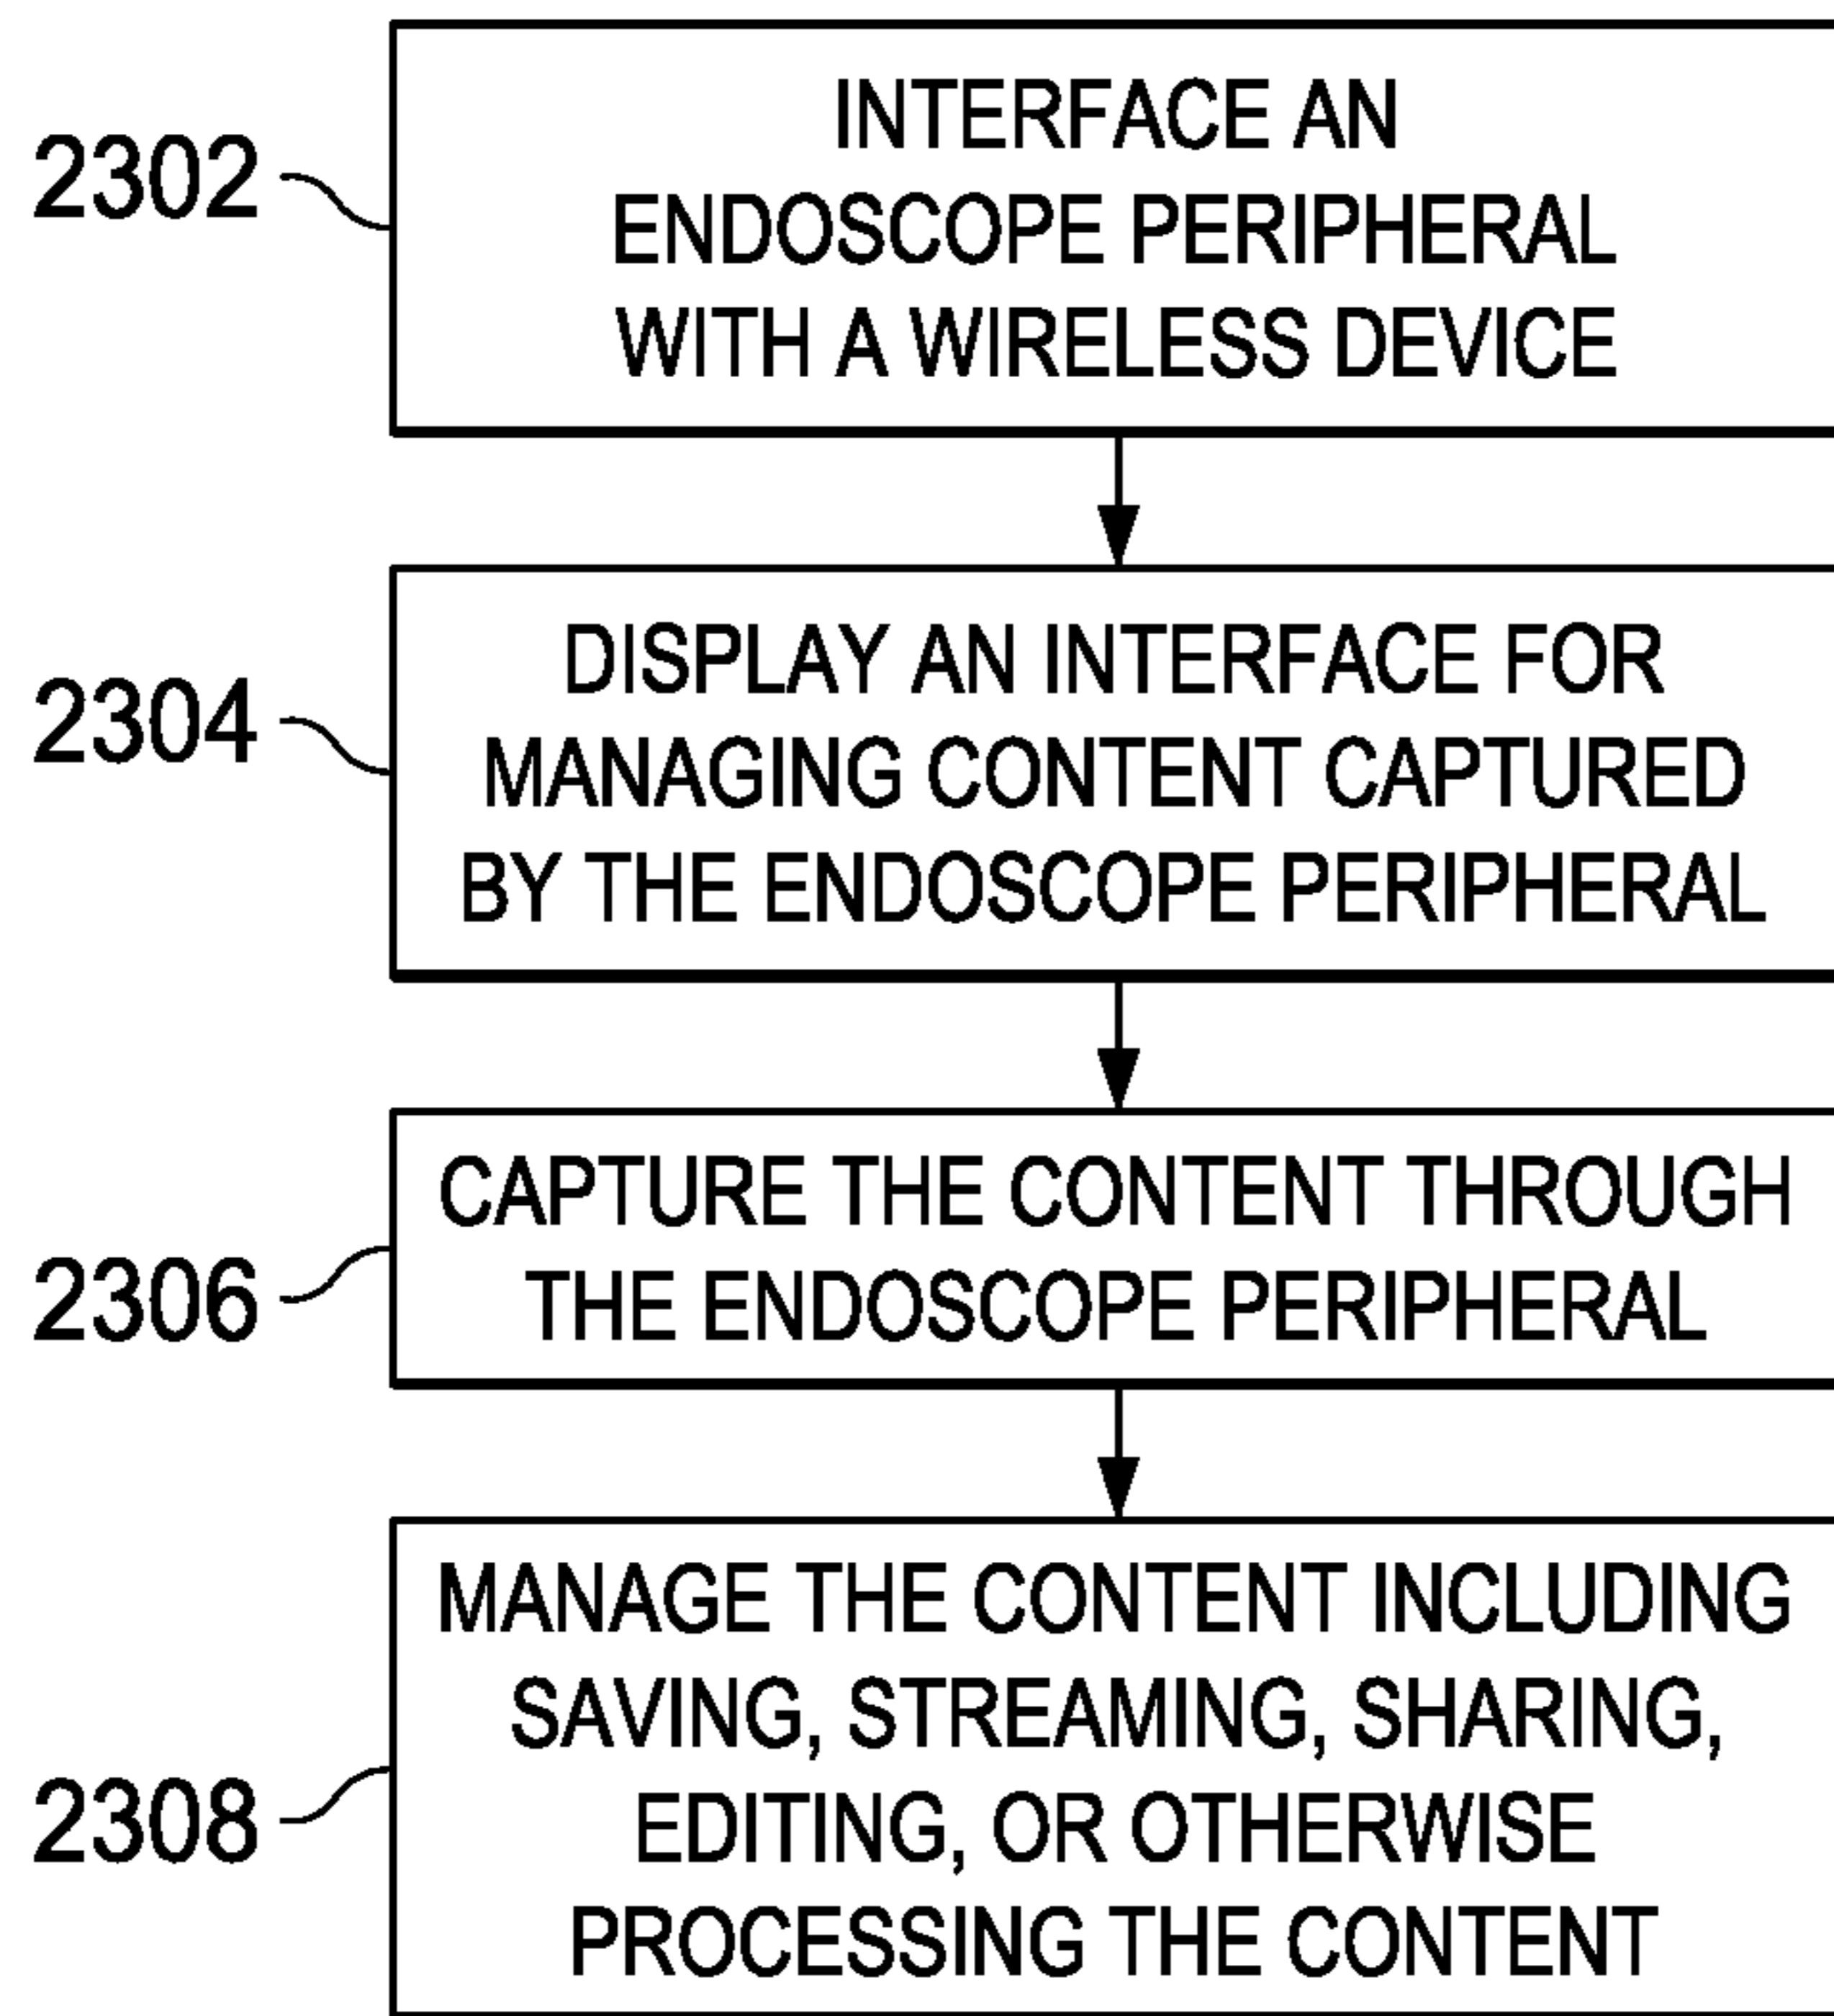 2302
INTERFACE AN
ENDOSCOPE PERIPHERAL
WITH A WIRELESS DEVICE
2304
DISPLAY AN INTERFACE FOR
MANAGING CONTENT CAPTURED
BY THE ENDOSCOPE PERIPHERAL
2306
CAPTURE THE CONTENT THROUGH
THE ENDOSCOPE PERIPHERAL
2308
MANAGE THE CONTENT INCLUDING
SAVING, STREAMING, SHARING,
EDITING, OR OTHERWISE
PROCESSING THE CONTENT